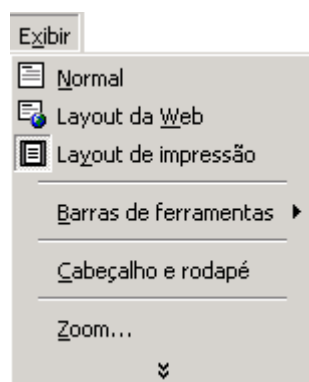 Exibir
Normal
Layout da Web
Layout de impressão
Barras de ferramentas
Cabeçalho e rodapé
Zoom...